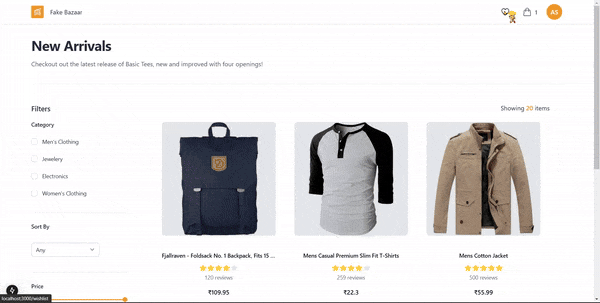 Fake Bazaar
1
A$
New Arrivals
Checkout out the latest release of Basic Tees, new and improved with four openings!
Filters
Showing 20 items
Category
Men's Clothing
Jewelery
Electronics
Women's Clothing
Sort By
Any
Price
Fjallraven - Foldsack No. 1 Backpack, Fits 15 ...
120 reviews
₹109.95
Mens Casual Premium Slim Fit T-Shirts
259 reviews
₹22.3
Mens Cotton Jacket
500 reviews
₹55.99
localhost:3000/wishlist